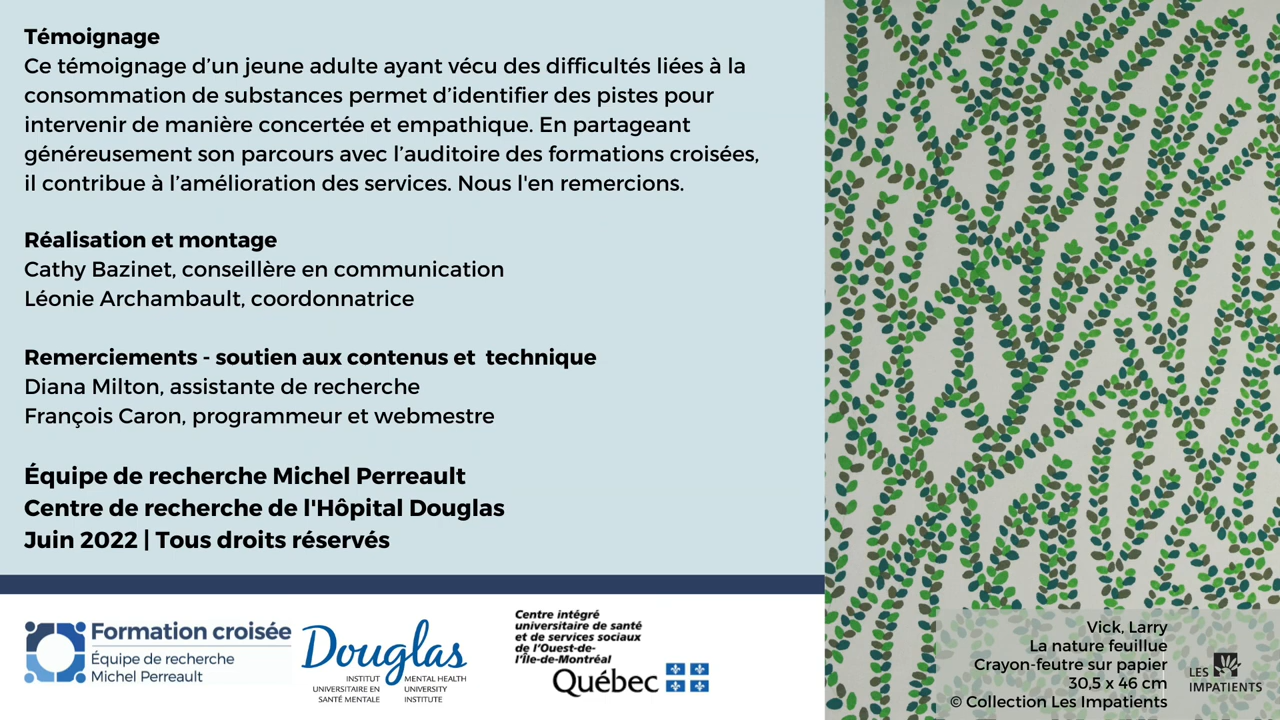 Témoignage
Ce témoignage d’un jeune adulte ayant vécu des difficultés liées à la
consommation de substances permet d’identifier des pistes pour
intervenir de manière concertée et empathique. En partageant
généreusement son parcours avec l’auditoire des formations croisées,
il contribue à l’amélioration des services. Nous l'en remercions.
Réalisation et montage
Cathy Bazinet, conseillère en communication
Léonie Archambault, coordonnatrice
Remerciements - soutien aux contenus et technique
Diana Milton, assistante de recherche
François Caron, programmeur et webmestre
Équipe de recherche Michel Perreault
Centre de recherche de l'Hôpital Douglas
Juin 2022 | Tous droits réservés
Formation croisée
Équipe de recherche
Michel Perreault
Douglas
INSTITUT
UNIVERSITAIRE EN
SANTÉ MENTALE
MENTAL HEALTH
UNIVERSITY
INSTITUTE
Centre intégré
universitaire de santé
et de services sociaux
de l'Ouest-de-
l'Île-de-Montréal
Québec
Vick, Larry
La nature feuillue
Crayon-feutre sur papier
30,5 x 46 cm
© Collection Les Impatients
LES
IMPATIENTS